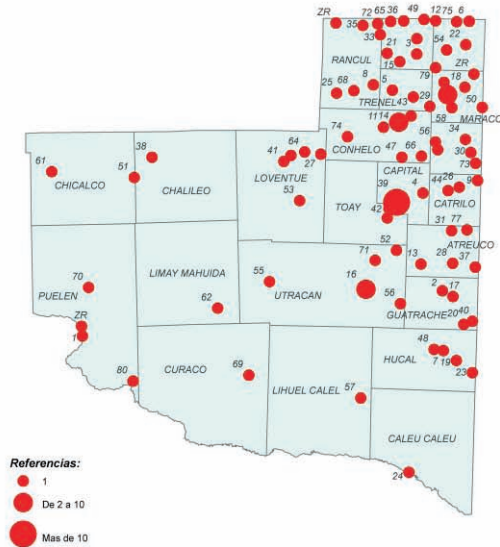 ZR 35 72 65 36 49 12 75 6
33 54 22
21 3
15 79 ZR
RANCUL
25 68 8 5 18
TRENEL 43 29 50
58 MARACO
11 14
74 56 34
CONHELO 47 66 30
38 41 64 27 CAPITAL 73
61 51 LOVENTUE 44 26 9
CHICALCO CHALILEO 39 4 CATRILO
53 TOAY
42 31 77
52 ATREUCO
71 13 28 37
LIMAY MAHUIDA 55 16
70 UTRACAN 2 17
PUELEN 62 56 GUATRACHE 20 40
ZR
1 48
HUCAL
69 7 19
CURACO 23
80 LIHUEL CALEL 57
CALEU CALEU
24
Referencias:
1
De 2 a 10
Mas de 10